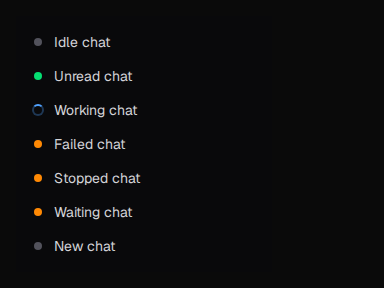 Idle chat
Unread chat
Working chat
Failed chat
Stopped chat
Waiting chat
New chat